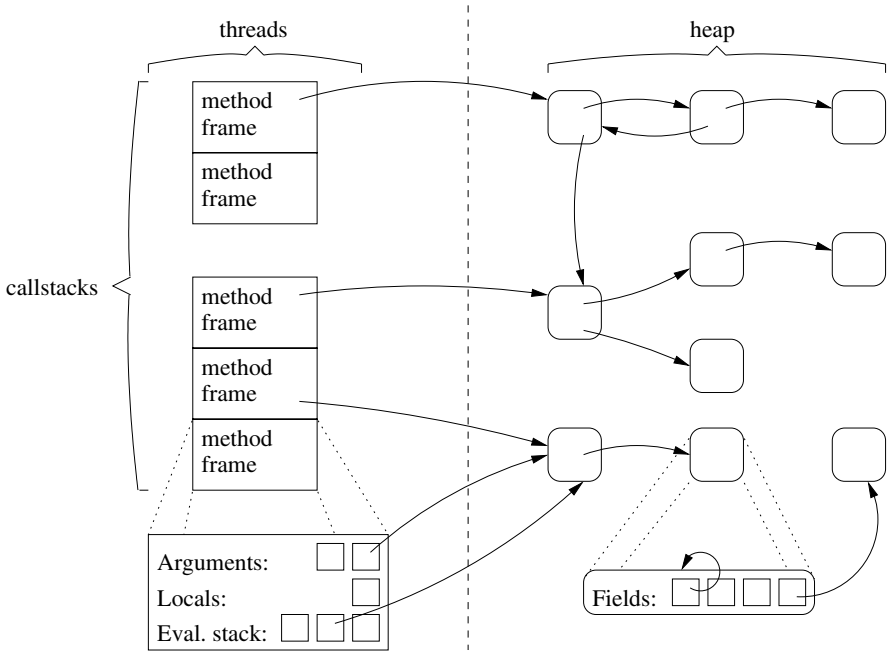 threads
heap
method
frame
method
frame
callstacks
method
frame
method
frame
method
frame
Arguments:
Locals:
Eval. stack:
Fields: